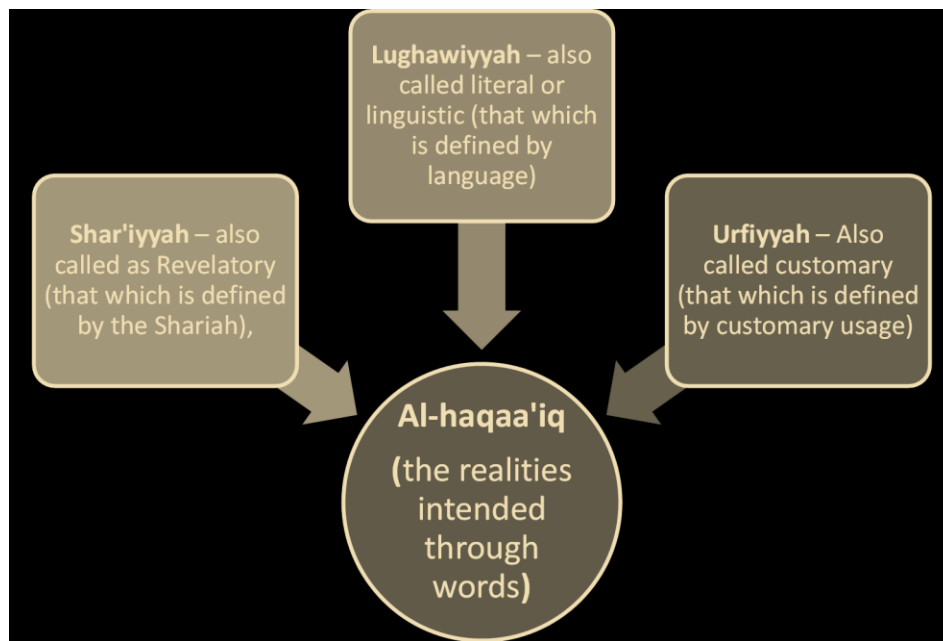 Lughawiyyah – also
called literal or
linguistic (that which
is defined by
language)
Shar'iyyah – also
called as Revelatory
(that which is defined
by the Shariah),
Urfiyyah – Also
called customary
(that which is defined
by customary usage)
Al-haqaa'iq
(the realities
intended
through
words)